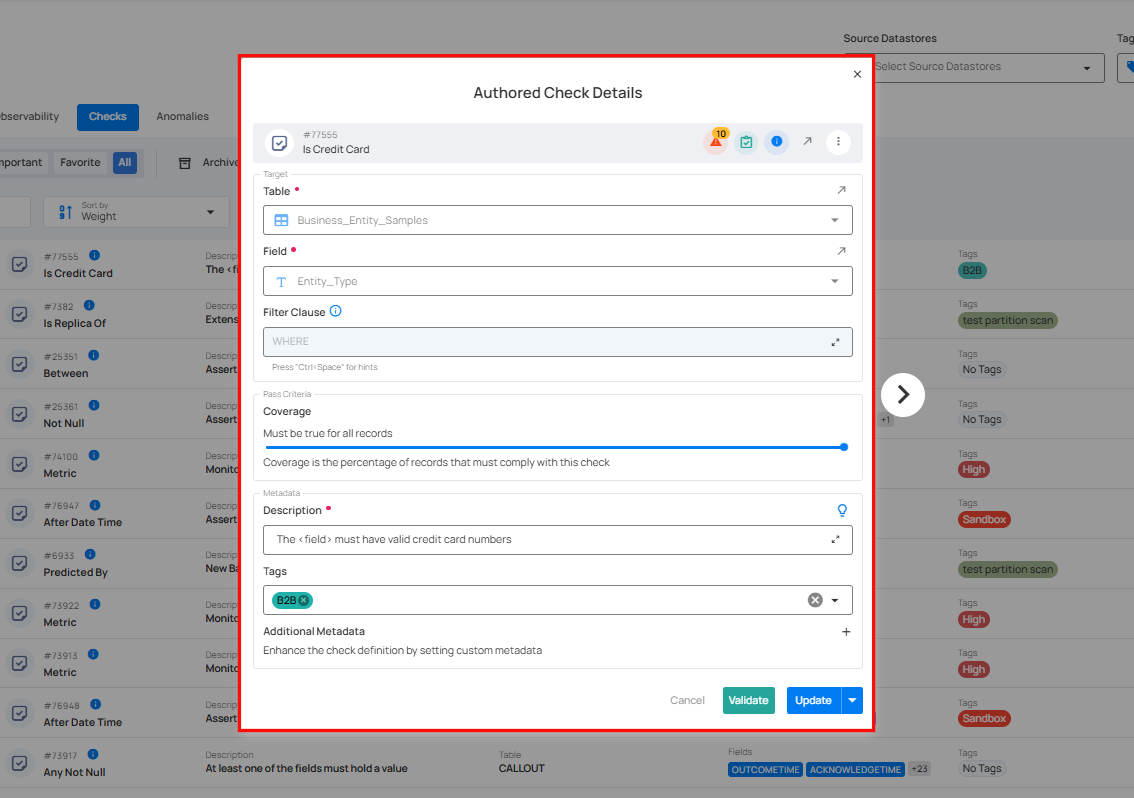 Source Datastores
Tag
Select Source Datastores
bservability
Checks
Anomalies
mportant
Favorite
All
Archive
Sort by
Weight
#77555
Is Credit Card
Descrip
The <fi
Tags
B2B
#7382
Is Replica Of
Descrip
Extens
Tags
test partition scan
#25351
Between
Descrip
Assert
Tags
No Tags
#25361
Not Null
Descrip
Assert
+1
Tags
No Tags
#74100
Metric
Descrip
Monito
Tags
High
#76947
After Date Time
Descrip
Assert
Tags
Sandbox
#6933
Predicted By
Descrip
New Ba
Tags
test partition scan
#73922
Metric
Descrip
Monito
Tags
High
#73913
Metric
Descrip
Monito
Tags
High
#76948
After Date Time
Descrip
Assert
Tags
Sandbox
#73917
Any Not Null
Description
At least one of the fields must hold a value
Table
CALLOUT
Fields
OUTCOMETIME ACKNOWLEDGETIME +23
Tags
No Tags
Authored Check Details
#77555
Is Credit Card
10
Target
Table
Business_Entity_Samples
Field
Entity_Type
Filter Clause
WHERE
Press "Ctrl+Space" for hints
Pass Criteria
Coverage
Must be true for all records
Coverage is the percentage of records that must comply with this check
Metadata
Description
The <field> must have valid credit card numbers
Tags
B2B
Additional Metadata
Enhance the check definition by setting custom metadata
Cancel
Validate
Update